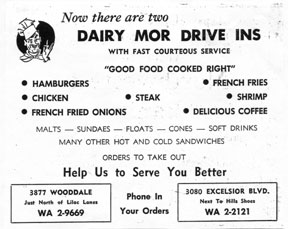 Now there are two
DAIRY MOR DRIVE INS
WITH FAST COURTEOUS SERVICE
"GOOD FOOD COOKED RIGHT"
• HAMBURGERS • FRENCH FRIES
• CHICKEN • STEAK • SHRIMP
• FRENCH FRIED ONIONS • DELICIOUS COFFEE
MALTS — SUNDAES — FLOATS — CONES — SOFT DRINKS
MANY OTHER HOT AND COLD SANDWICHES
ORDERS TO TAKE OUT
Help Us to Serve You Better
3877 WOODDALE
Just North of Lilac Lanes
WA 2-9669
Phone In
Your Orders
3080 EXCELSIOR BLVD.
Next To Hills Shoes
WA 2-2121